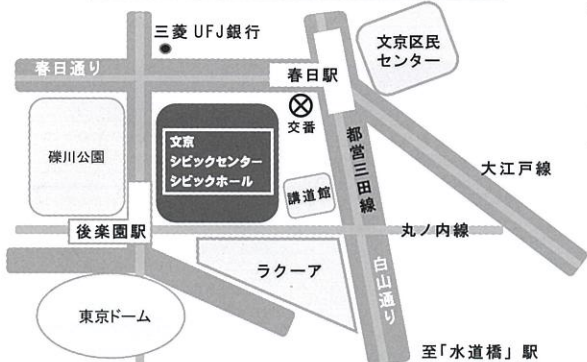 三菱 UFJ銀行
文京区民
センター
春日通り
春日駅
交番
文京
シビックセンター
シビックホール
礫川公園
都営三田線
大江戸線
講道館
後楽園駅
丸ノ内線
ラクーア
白山通り
東京ドーム
至「水道橋」駅